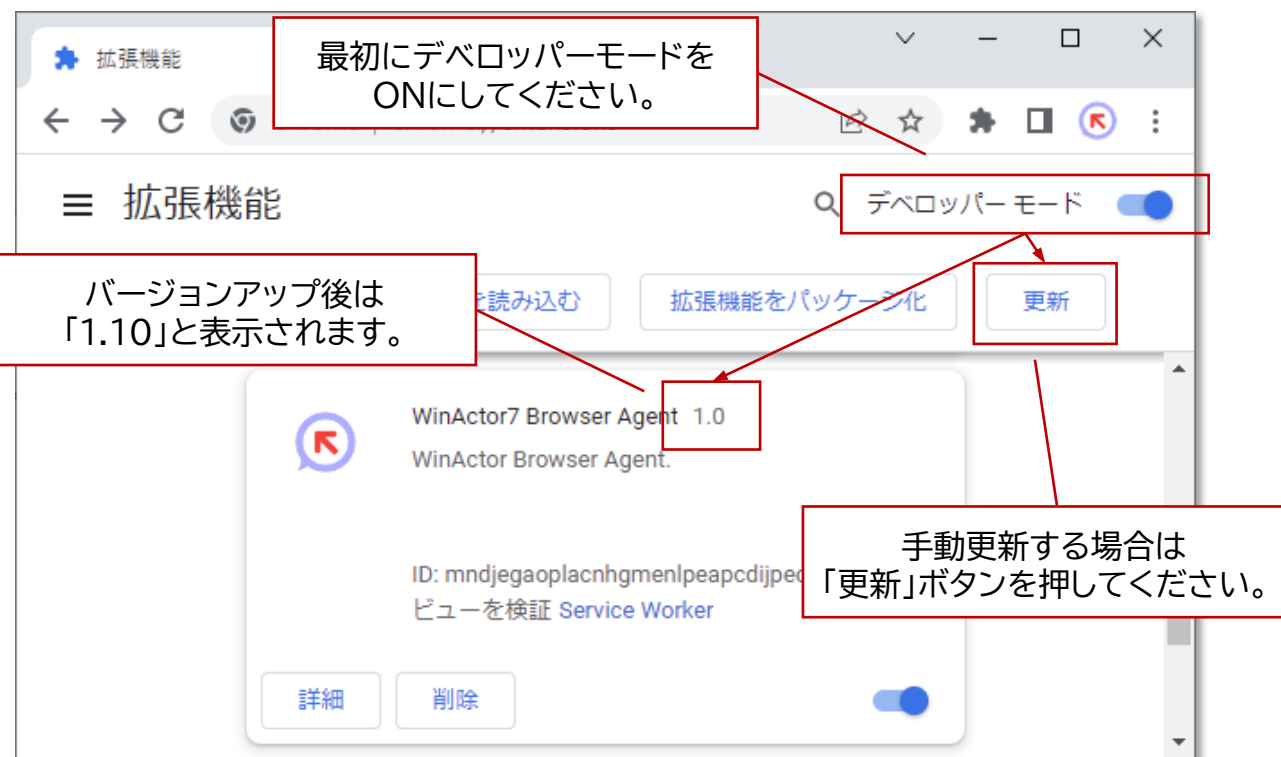 拡張機能
最初にデベロッパーモードを
ONにしてください。
拡張機能
デベロッパー モード
バージョンアップ後は
「1.10」と表示されます。
を読み込む
拡張機能をパッケージ化
更新
WinActor7 Browser Agent 1.0
WinActor Browser Agent.
手動更新する場合は
「更新」ボタンを押してください。
ID: mndjegaoplacnhgmenlpeapcdijped
ビューを検証 Service Worker
詳細
削除